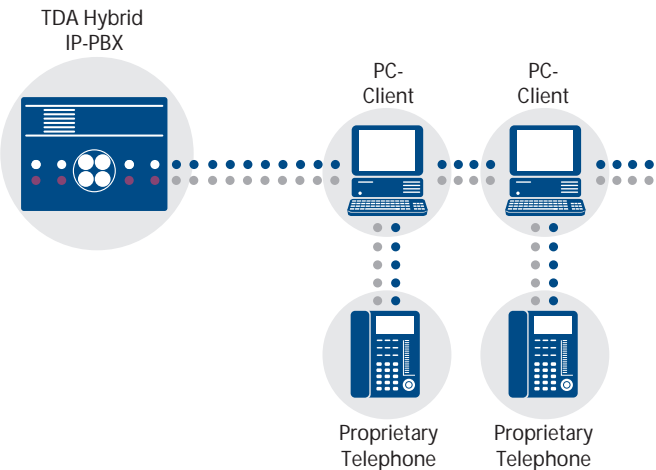 TDA Hybrid
IP-PBX
PC-
Client
PC-
Client
Proprietary
Telephone
Proprietary
Telephone